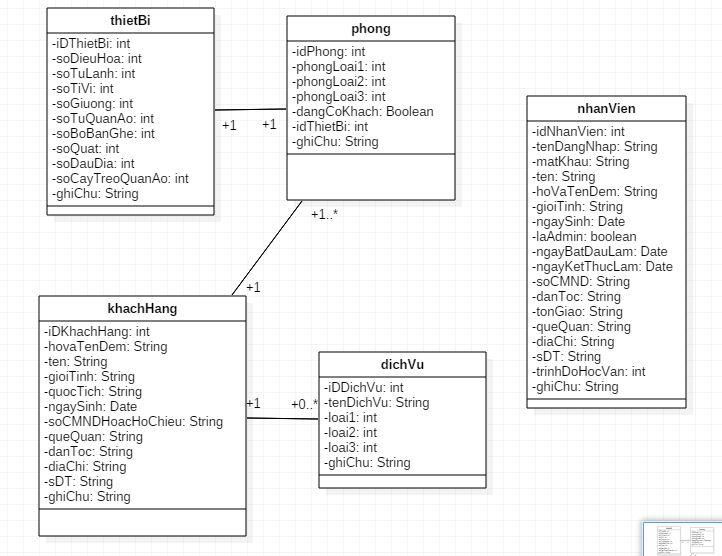 thietBi
-iDThietBi: int
-soDieuHoa: int
-soTuLanh: int
-soTiVi: int
-soGiuong: int
-soTuQuanAo: int
-soBoBanGhe: int
-soQuat: int
-soDauDia: int
-soCayTreoQuanAo: int
-ghiChu: String
+1
+1
phong
-idPhong: int
-phongLoai1: int
-phongLoai2: int
-phongLoai3: int
-dangCoKhach: Boolean
-idThietBi: int
-ghiChu: String
+1..*
+1
nhanVien
-idNhanVien: int
-tenDangNhap: String
-matKhau: String
-ten: String
-hoVaTenDem: String
-gioiTinh: String
-ngaySinh: Date
-laAdmin: boolean
-ngayBatDauLam: Date
-ngayKetThucLam: Date
-soCMND: String
-danToc: String
-tonGiao: String
-queQuan: String
-diaChi: String
-sDT: String
-trinhDoHocVan: int
-ghiChu: String
khachHang
-iDKhachHang: int
-hovaTenDem: String
-ten: String
-gioiTinh: String
-quocTich: String
-ngaySinh: Date
-soCMNDHoacHoChieu: String
-queQuan: String
-danToc: String
-diaChi: String
-sDT: String
-ghiChu: String
+1
+0..*
dichVu
-iDDichVu: int
-tenDichVu: String
-loai1: int
-loai2: int
-loai3: int
-ghiChu: String